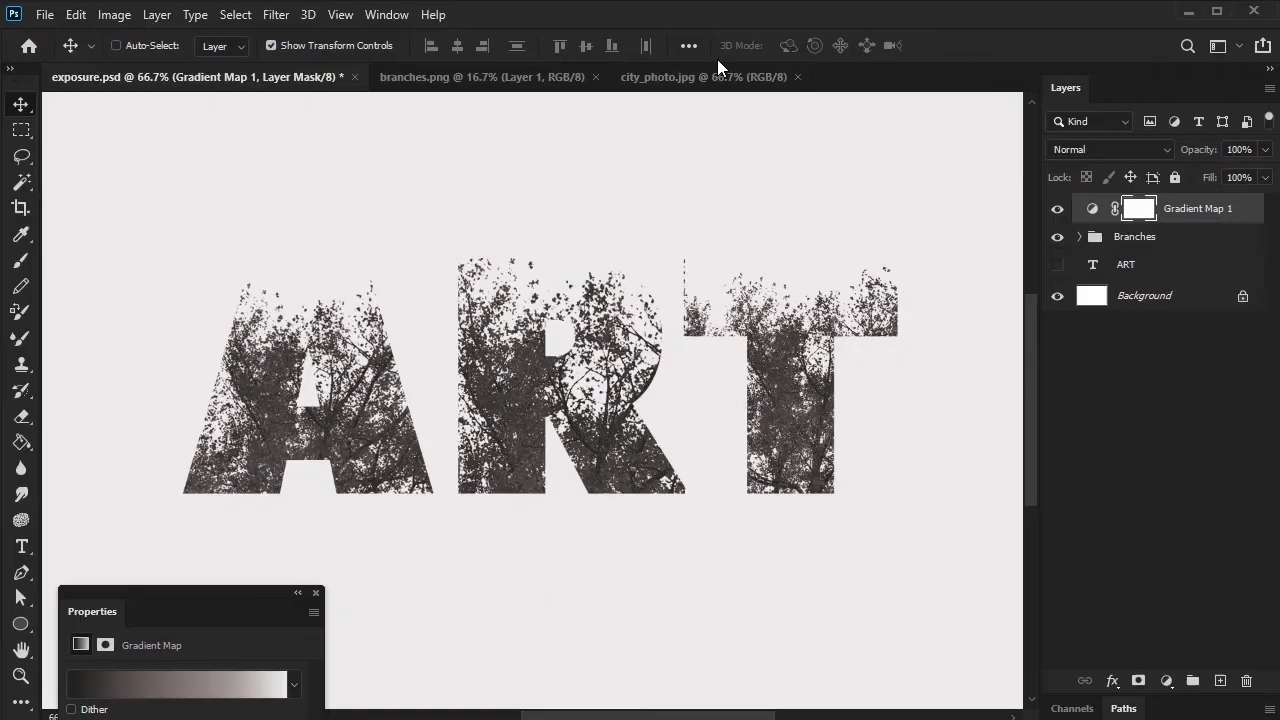 Ps File Edit Image Layer Type Select Filter 3D View Window Help
Auto-Select: Layer Show Transform Controls 3D Mode:
exposure.psd @ 66.7% (Gradient Map 1, Layer Mask/8) * branches.png @ 16.7% (Layer 1, RGB/8) city_photo.jpg @ 66.7% (RGB/8)
Layers
Kind
Normal Opacity: 100%
Lock: Fill: 100%
Gradient Map 1
Branches
ART
Background
ART
Properties
Gradient Map
Dither
Channels Paths